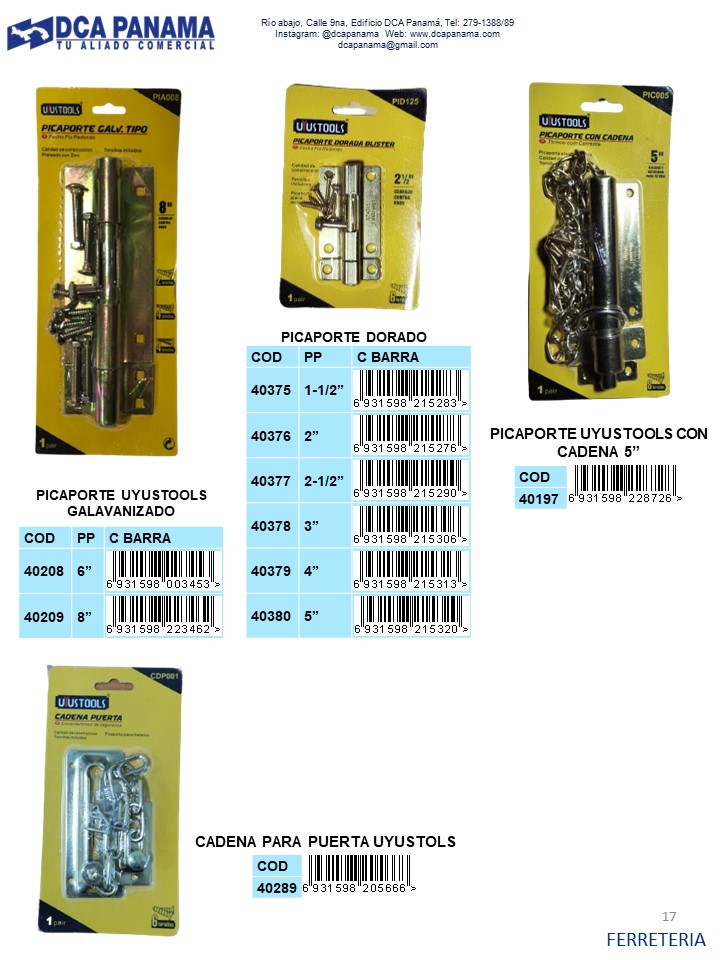 DCA PANAMA
TU ALIADO COMERCIAL
Río abajo, Calle 9na, Edificio DCA Panamá, Tel: 279-1388/89
Instagram: @dcapanama Web: www.dcapanama.com
dcapanama@gmail.com
PIA008
UYUSTOOLS
PICAPORTE GALV. TIPO
8"
1 pair
PID125
UYUSTOOLS
PICAPORTE DORADA BLISTER
2 1/2"
1 pair
PIC005
UYUSTOOLS
PICAPORTE CON CADENA
5"
1 pair
PICAPORTE UYUSTOOLS
GALAVANIZADO
COD PP C BARRA
40208 6” 6 931598 003453 >
40209 8” 6 931598 223462 >
PICAPORTE DORADO
COD PP C BARRA
40375 1-1/2” 6 931598 215283 >
40376 2” 6 931598 215276 >
40377 2-1/2” 6 931598 215290 >
40378 3” 6 931598 215306 >
40379 4” 6 931598 215313 >
40380 5” 6 931598 215320 >
PICAPORTE UYUSTOOLS CON
CADENA 5”
COD
40197 6 931598 228726 >
CDP001
UYUSTOOLS
CADENA PUERTA
1 pair
CADENA PARA PUERTA UYUSTOLS
COD
40289 6 931598 205666 >
17
FERRETERIA